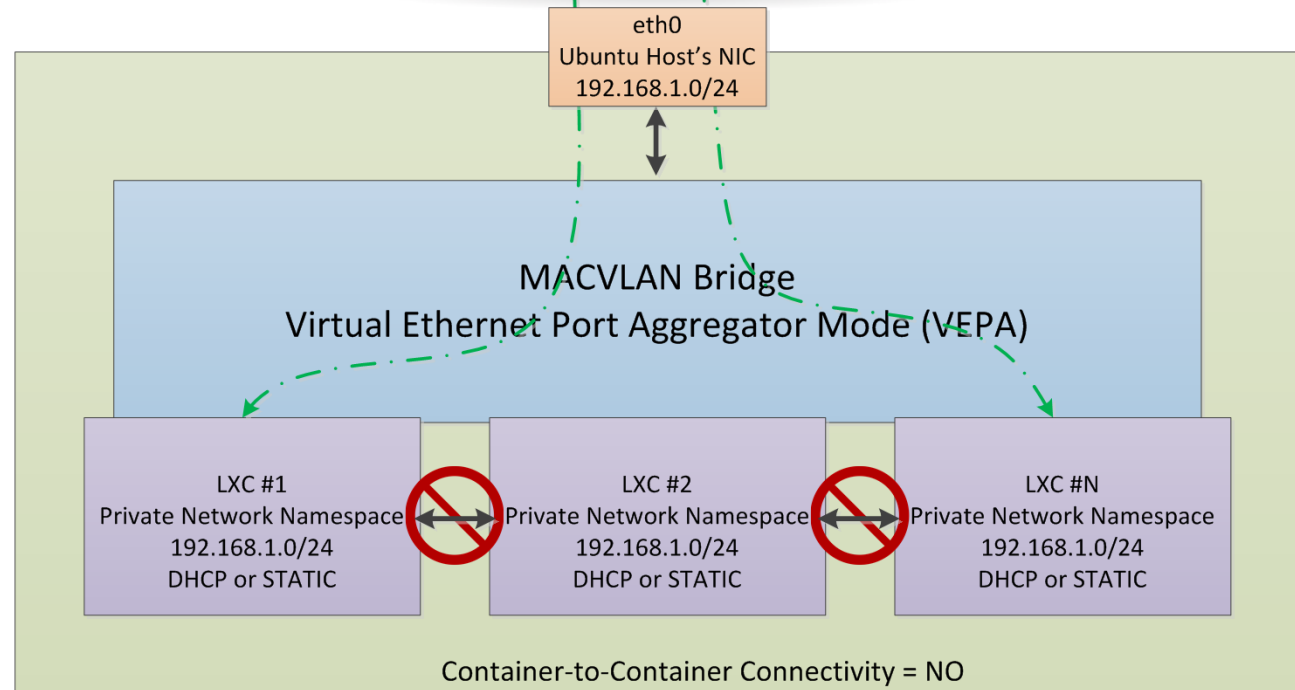 eth0
Ubuntu Host's NIC
192.168.1.0/24
MACVLAN Bridge
Virtual Ethernet Port Aggregator Mode (VEPA)
LXC #1
Private Network Namespace
192.168.1.0/24
DHCP or STATIC
LXC #2
Private Network Namespace
192.168.1.0/24
DHCP or STATIC
LXC #N
Private Network Namespace
192.168.1.0/24
DHCP or STATIC
Container-to-Container Connectivity = NO